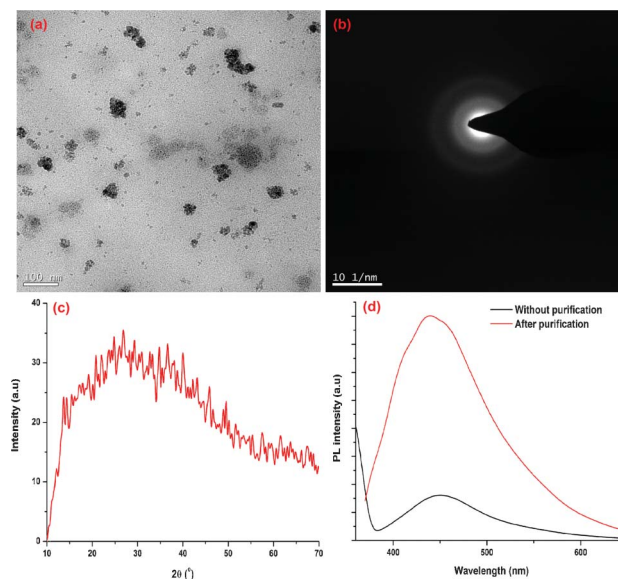 (a)
100 nm
(b)
10 1/nm
(c)
Intensity (a.u)
40
30
20
10
0
10 20 30 40 50 60 70
2θ (°)
(d)
Without purification
After purification
PL intensity (a.u)
400 500 600
Wavelength (nm)